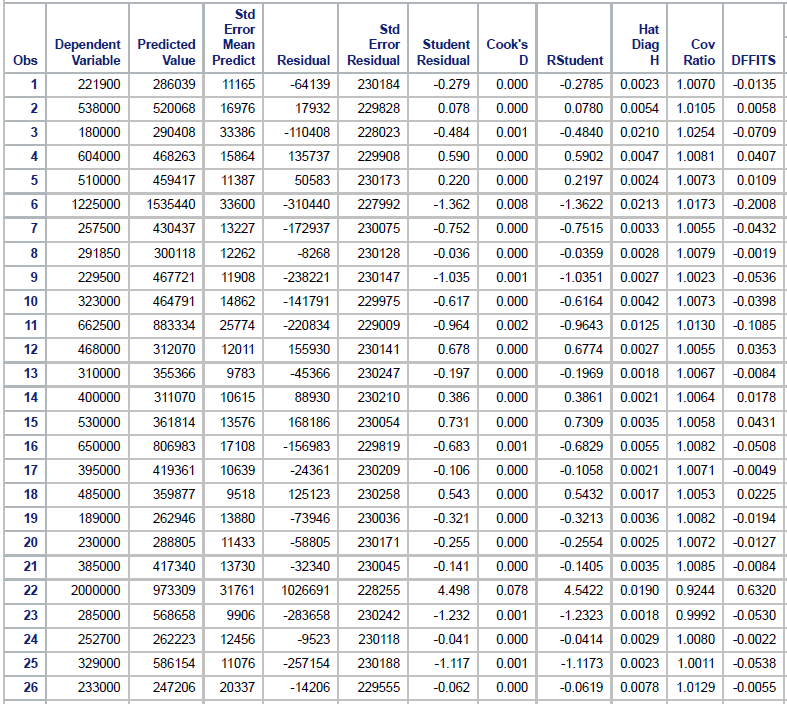 Obs Dependent Variable Predicted Value Std Error Mean Predict Residual Std Error Residual Student Residual Cook's D RStudent Hat Diag H Cov Ratio DFFITS
1 221900 286039 11165 -64139 230184 -0.279 0.000 -0.2785 0.0023 1.0070 -0.0135
2 538000 520068 16976 17932 229828 0.078 0.000 0.0780 0.0054 1.0105 0.0058
3 180000 290408 33386 -110408 228023 -0.484 0.001 -0.4840 0.0210 1.0254 -0.0709
4 604000 468263 15864 135737 229908 0.590 0.000 0.5902 0.0047 1.0081 0.0407
5 510000 459417 11387 50583 230173 0.220 0.000 0.2197 0.0024 1.0073 0.0109
6 1225000 1535440 33600 -310440 227992 -1.362 0.008 -1.3622 0.0213 1.0173 -0.2008
7 257500 430437 13227 -172937 230075 -0.752 0.000 -0.7515 0.0033 1.0055 -0.0432
8 291850 300118 12262 -8268 230128 -0.036 0.000 -0.0359 0.0028 1.0079 -0.0019
9 229500 467721 11908 -238221 230147 -1.035 0.001 -1.0351 0.0027 1.0023 -0.0536
10 323000 464791 14862 -141791 229975 -0.617 0.000 -0.6164 0.0042 1.0073 -0.0398
11 662500 883334 25774 -220834 229009 -0.964 0.002 -0.9643 0.0125 1.0130 -0.1085
12 468000 312070 12011 155930 230141 0.678 0.000 0.6774 0.0027 1.0055 0.0353
13 310000 355366 9783 -45366 230247 -0.197 0.000 -0.1969 0.0018 1.0067 -0.0084
14 400000 311070 10615 88930 230210 0.386 0.000 0.3861 0.0021 1.0064 0.0178
15 530000 361814 13576 168186 230054 0.731 0.000 0.7309 0.0035 1.0058 0.0431
16 650000 806983 17108 -156983 229819 -0.683 0.001 -0.6829 0.0055 1.0082 -0.0508
17 395000 419361 10639 -24361 230209 -0.106 0.000 -0.1058 0.0021 1.0071 -0.0049
18 485000 359877 9518 125123 230258 0.543 0.000 0.5432 0.0017 1.0053 0.0225
19 189000 262946 13880 -73946 230036 -0.321 0.000 -0.3213 0.0036 1.0082 -0.0194
20 230000 288805 11433 -58805 230171 -0.255 0.000 -0.2554 0.0025 1.0072 -0.0127
21 385000 417340 13730 -32340 230045 -0.141 0.000 -0.1405 0.0035 1.0085 -0.0084
22 2000000 973309 31761 1026691 228255 4.498 0.078 4.5422 0.0190 0.9244 0.6320
23 285000 568658 9906 -283658 230242 -1.232 0.001 -1.2323 0.0018 0.9992 -0.0530
24 252700 262223 12456 -9523 230118 -0.041 0.000 -0.0414 0.0029 1.0080 -0.0022
25 329000 586154 11076 -257154 230188 -1.117 0.001 -1.1173 0.0023 1.0011 -0.0538
26 233000 247206 20337 -14206 229555 -0.062 0.000 -0.0619 0.0078 1.0129 -0.0055